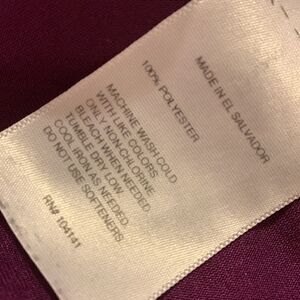 MADE IN EL SALVADOR
100% POLYESTER
MACHINE WASH COLD
WITH LIKE COLORS
ONLY NON-CHLORINE
BLEACH WHEN NEEDED
TUMBLE DRY LOW
COOL IRON AS NEEDED
DO NOT USE SOFTENERS
RN# 104141